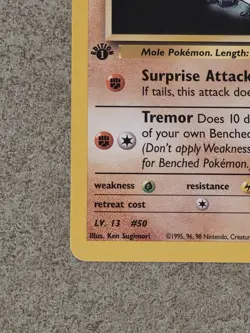 EDITION
1
Mole Pokémon. Length:
Surprise Attack
If tails, this attack doe
Tremor Does 10 d
of your own Benched
(Don't apply Weakness
for Benched Pokémon.
weakness resistance
retreat cost
LV. 13 #50
Illus. Ken Sugimori ©1995, 96, 98 Nintendo, Creatur